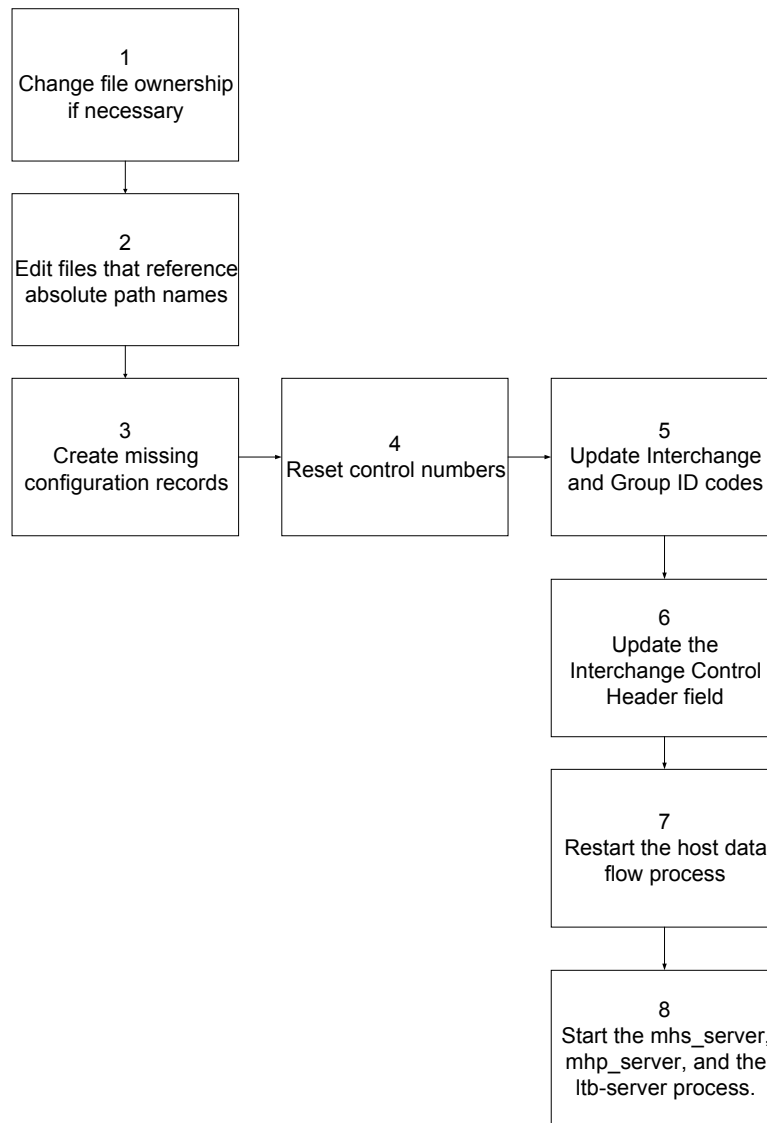 1
Change file ownership
if necessary
2
Edit files that reference
absolute path names
3
Create missing
configuration records
4
Reset control numbers
5
Update Interchange
and Group ID codes
6
Update the
Interchange Control
Header field
7
Restart the host data
flow process
8
Start the mhs_server,
mhp_server, and the
ltb-server process.